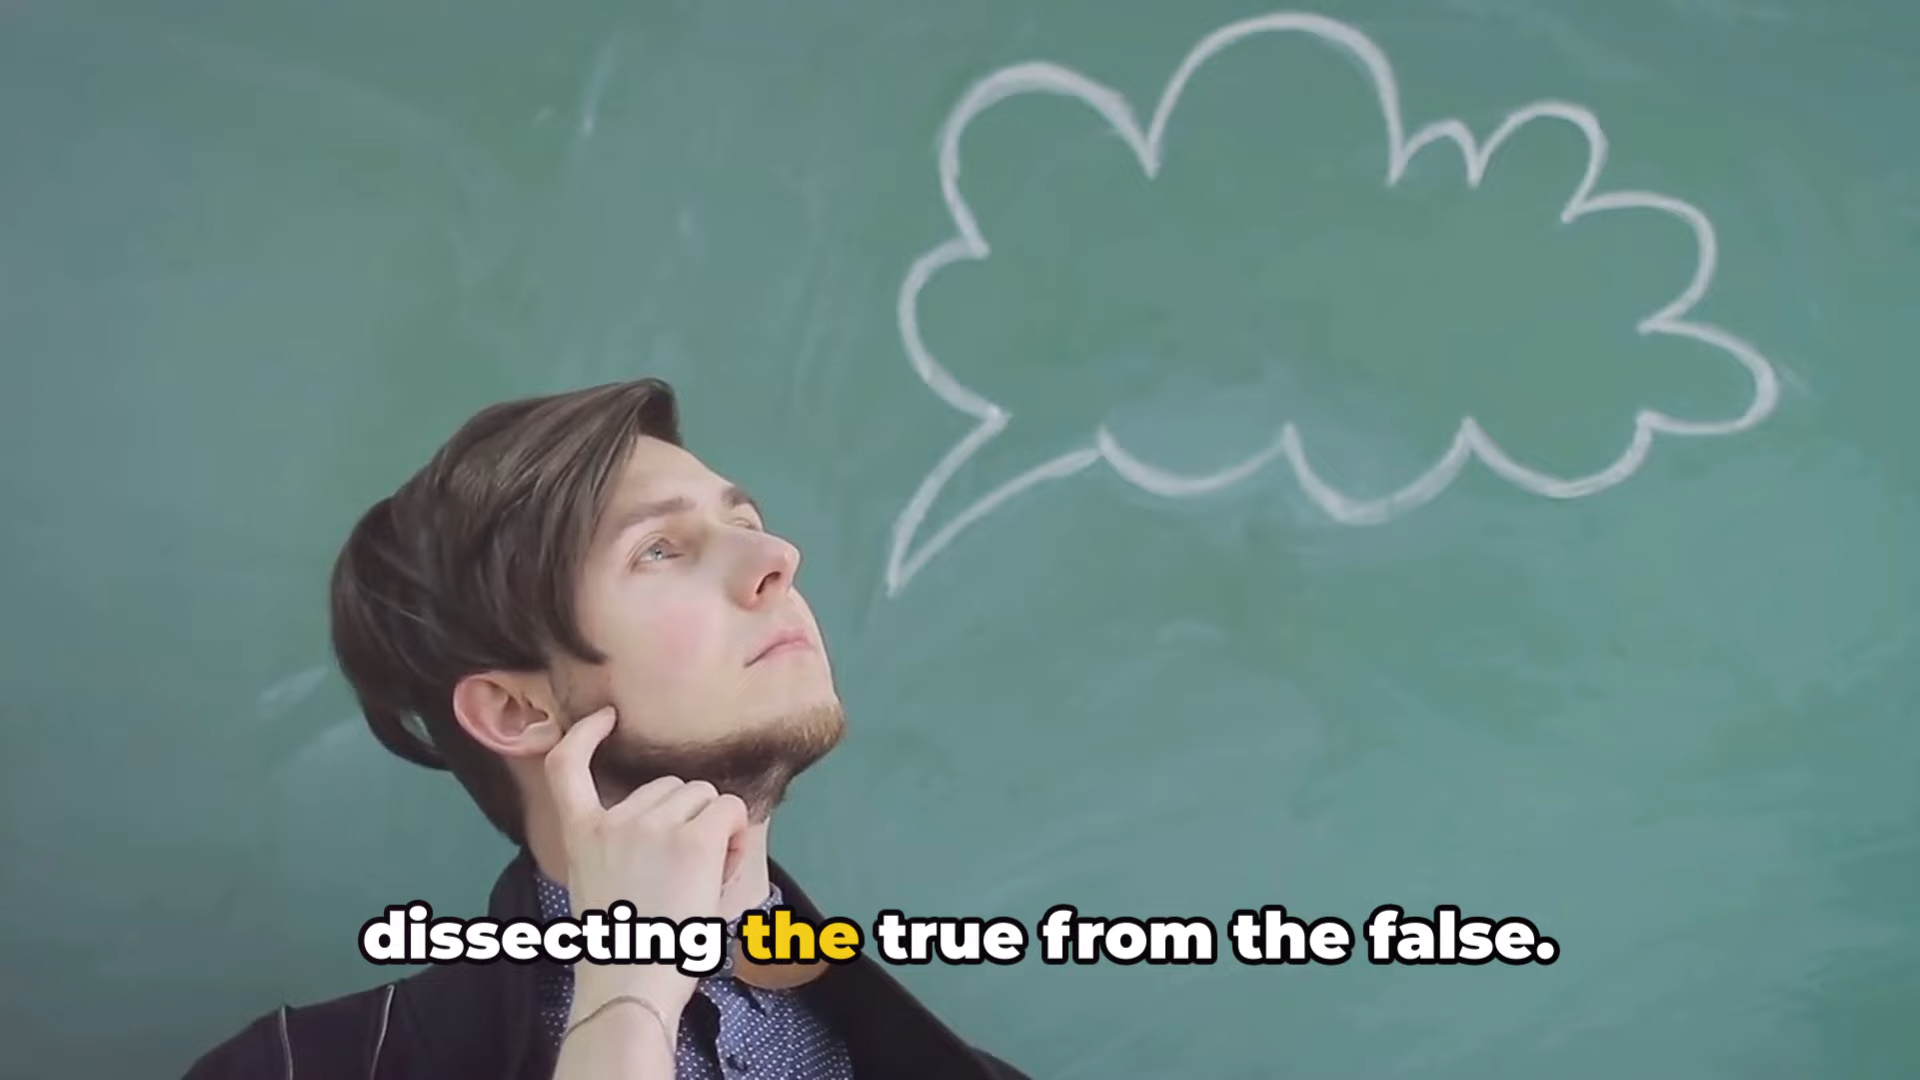 dissecting the true from the false.